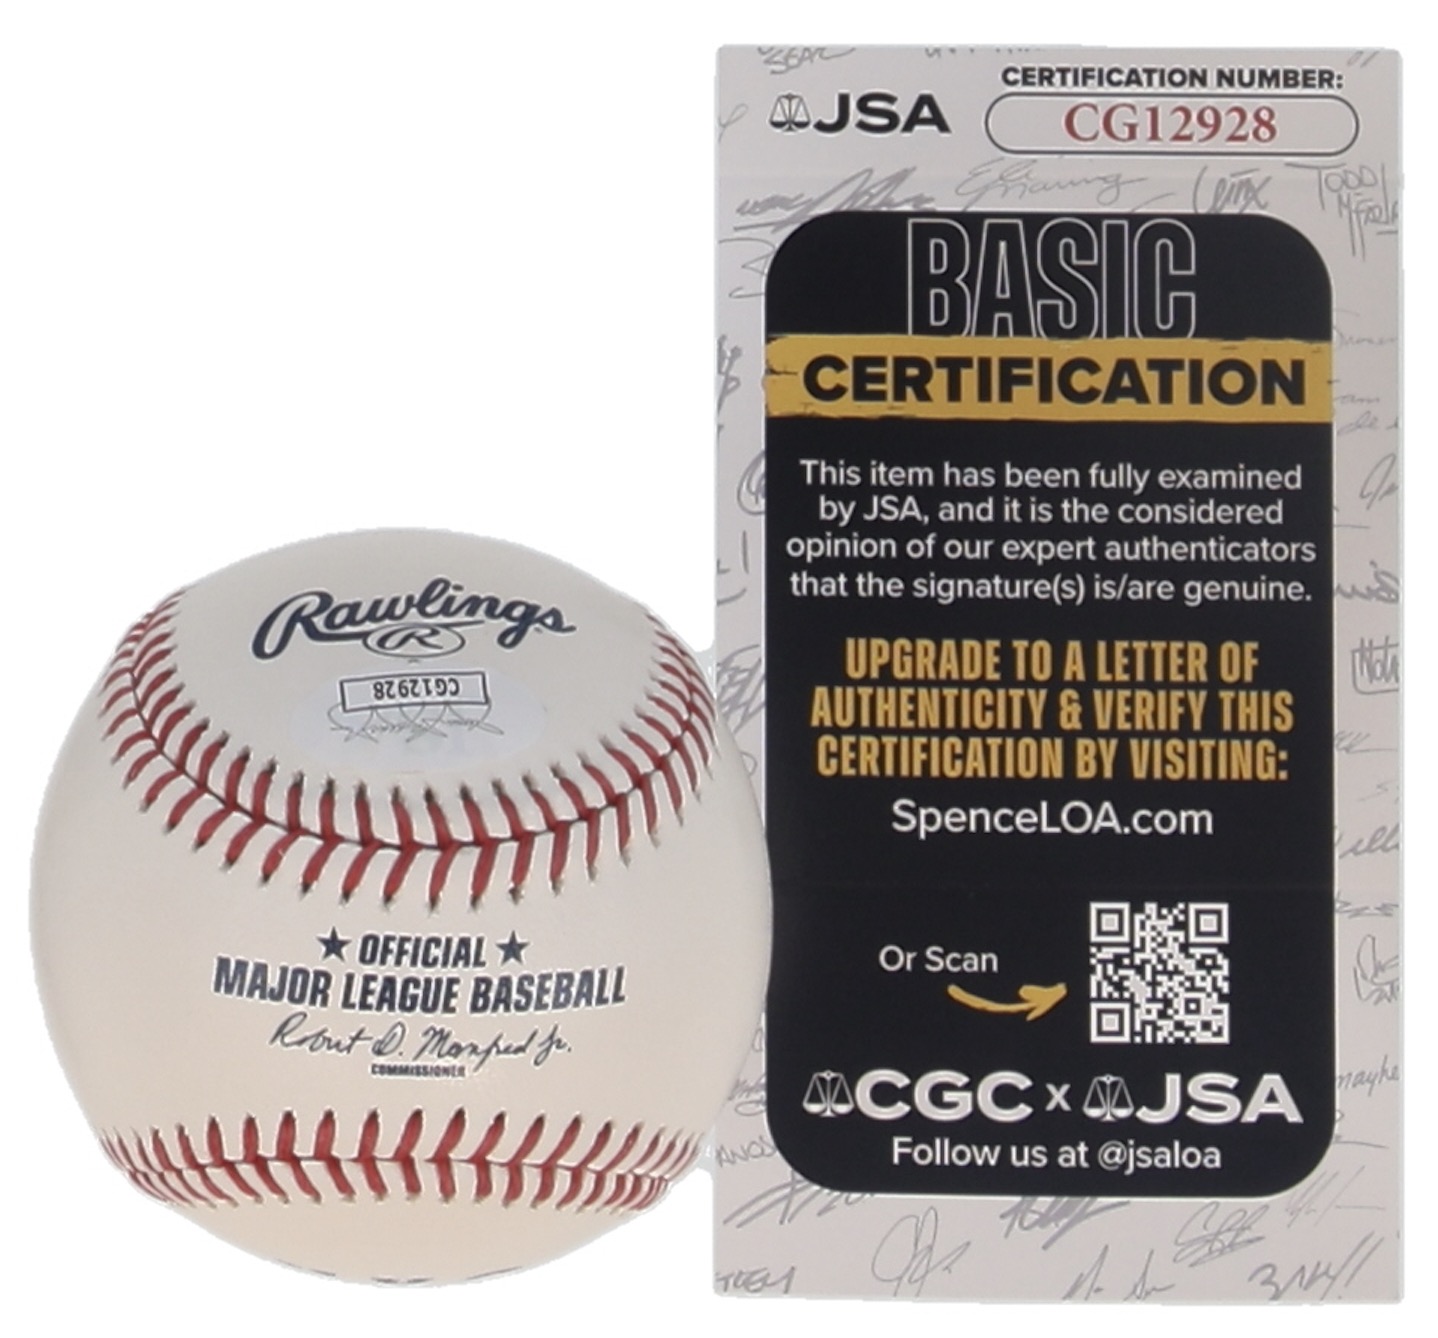 JSA
CERTIFICATION NUMBER:
CG12928
BASIC
CERTIFICATION
This item has been fully examined
by JSA, and it is the considered
opinion of our expert authenticators
that the signature(s) is/are genuine.
UPGRADE TO A LETTER OF
AUTHENTICITY & VERIFY THIS
CERTIFICATION BY VISITING:
SpenceLOA.com
Or Scan
CGC x JSA
Follow us at @jsaloa
Rawlings
R
CG12928
OFFICIAL
MAJOR LEAGUE BASEBALL
Robert D. Manfred Jr.
COMMISSIONER